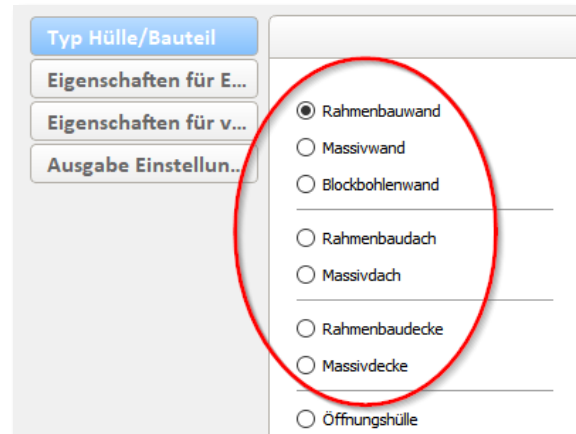 Typ Hülle/Bauteil
Eigenschaften für E...
Eigenschaften für v...
Ausgabe Einstellun...
Rahmenbauwand
Massivwand
Blockbohlenwand
Rahmenbaudach
Massivdach
Rahmenbaudecke
Massivdecke
Öffnungshülle